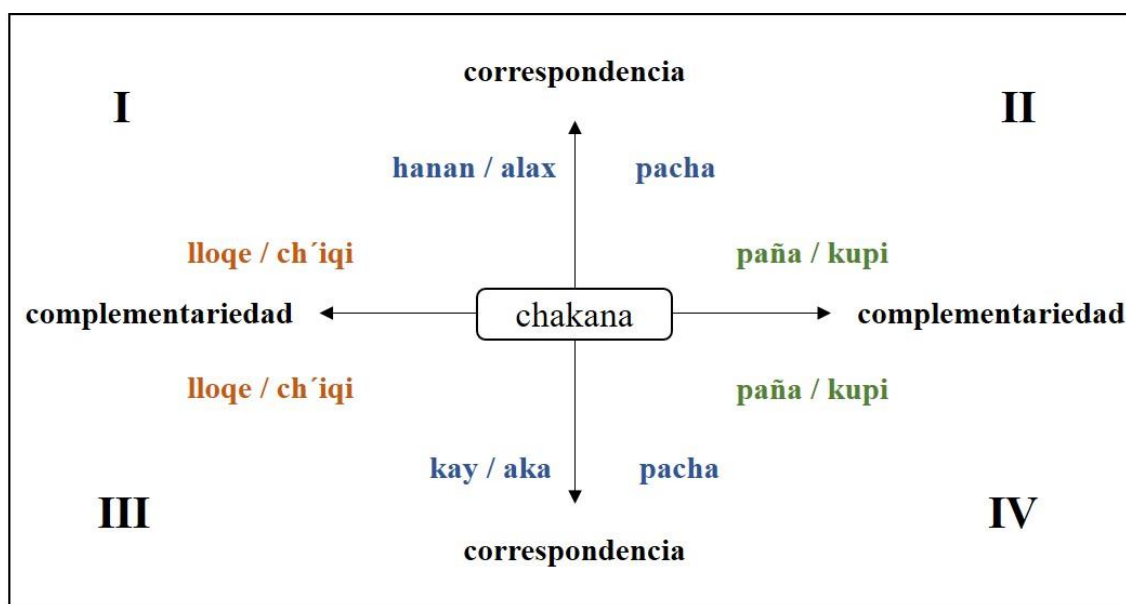 correspondencia
I II
hanan / alax pacha
lloqe / ch´iqi paña / kupi
complementariedad chakana complementariedad
lloqe / ch´iqi paña / kupi
kay / aka pacha
III IV
correspondencia